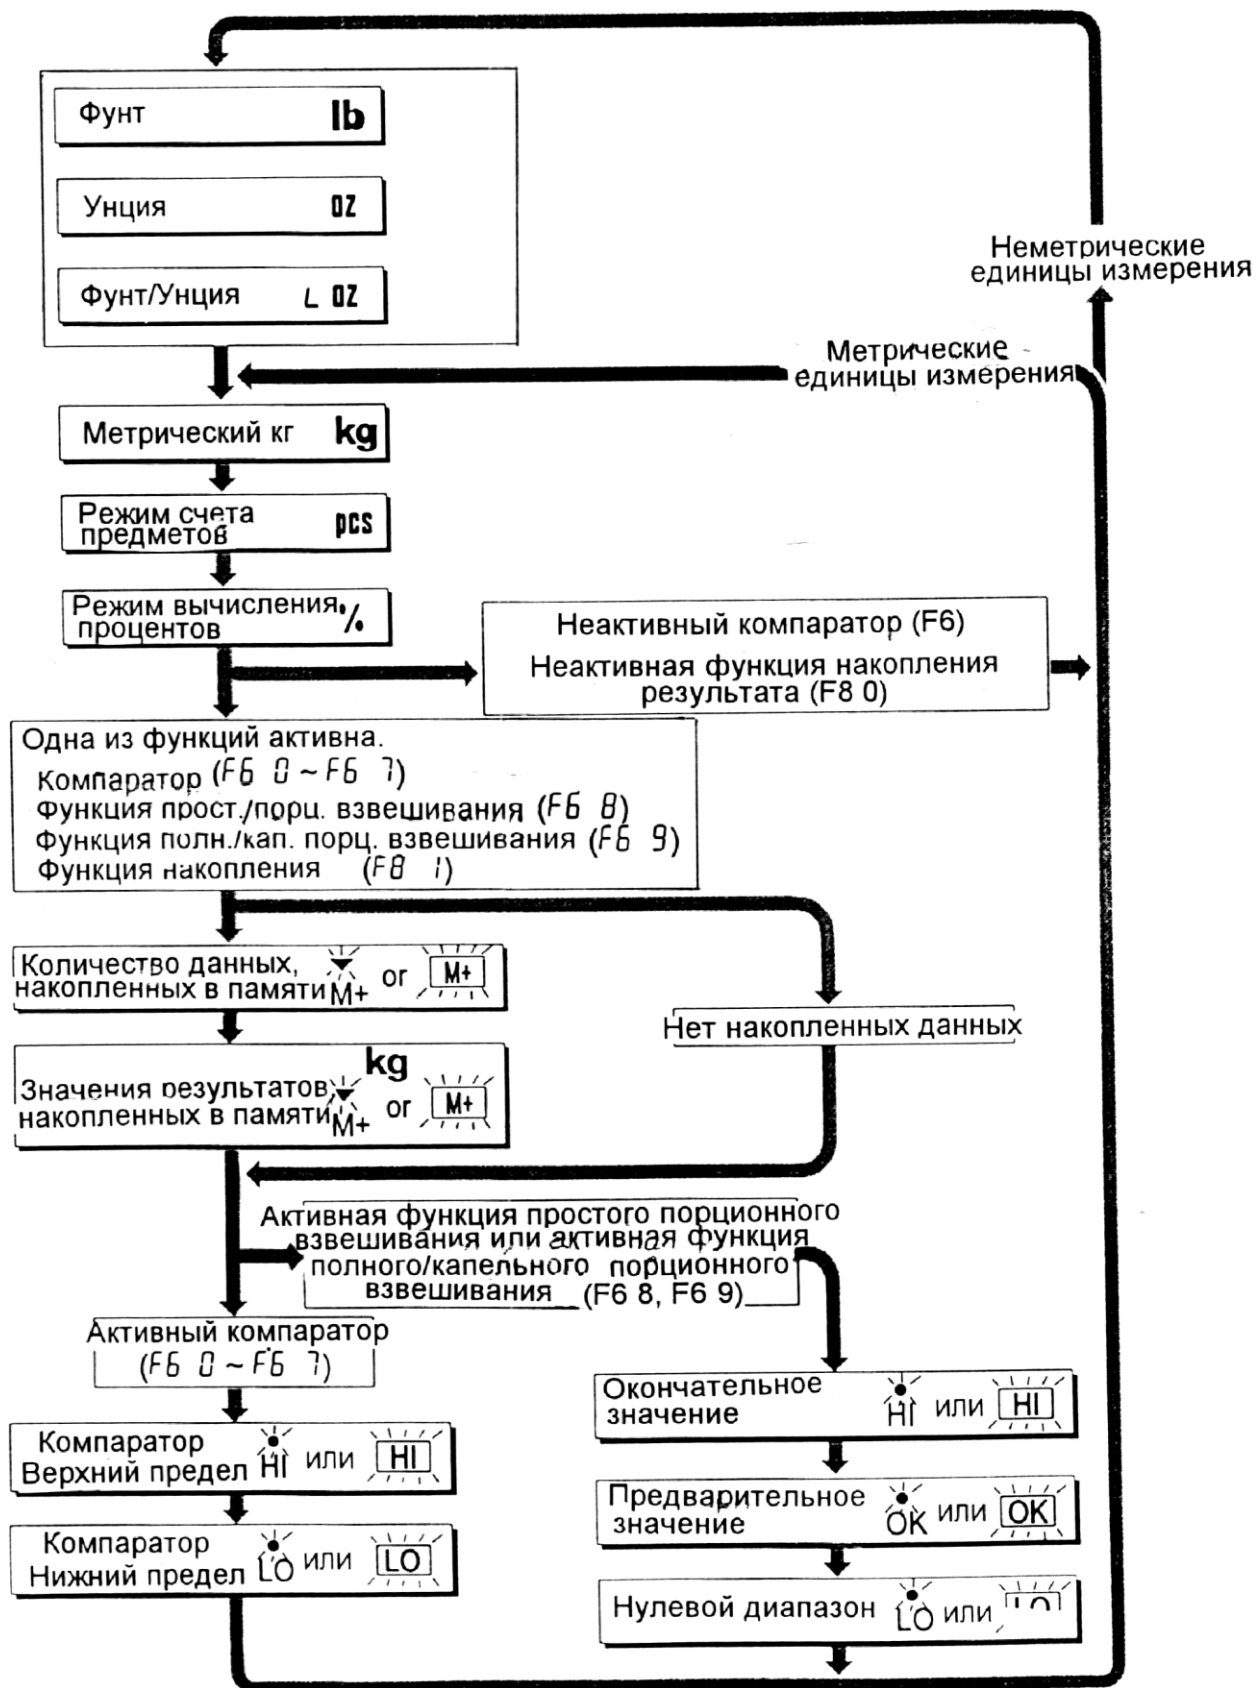 Фунт lb
Унция oz
Фунт/Унция L oz
Неметрические
единицы измерения
Метрические
единицы измерения
Метрический кг kg
Режим счета
предметов pcs
Режим вычисления
процентов %
Неактивный компаратор (F6)
Неактивная функция накопления
результата (F8 0)
Одна из функций активна.
Компаратор (F6 0 ~ F6 7)
Функция прост./порц. взвешивания (F6 8)
Функция полн./кап. порц. взвешивания (F6 9)
Функция накопления (F8 1)
Количество данных,
накопленных в памяти M+ or M+
Нет накопленных данных
kg
Значения результатов,
накопленных в памяти M+ or M+
Активная функция простого порционного
взвешивания или активная функция
полного/капельного порционного
взвешивания (F6 8, F6 9)
Активный компаратор
(F6 0 ~ F6 7)
Окончательное
значение HI или HI
Компаратор
Верхний предел HI или HI
Предварительное
значение OK или OK
Компаратор
Нижний предел LO или LO
Нулевой диапазон LO или LO